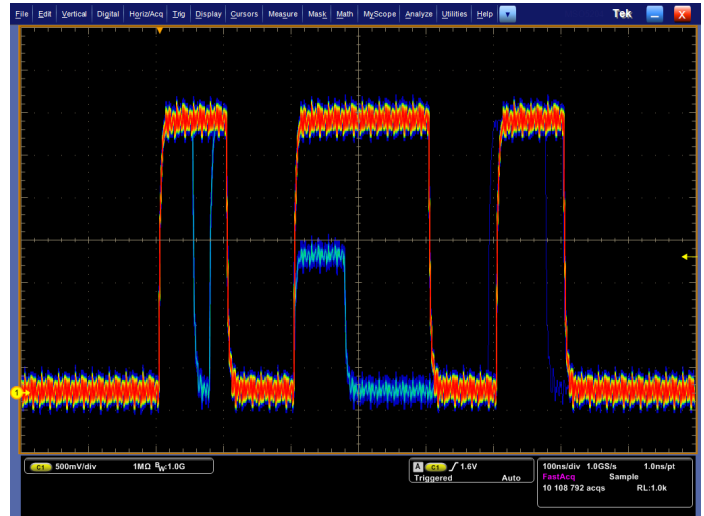 File Edit Vertical Digital Horiz/Acq Trig Display Cursors Measure Mask Math MyScope Analyze Utilities Help Tek X
1
C1 500mV/div 1MΩ BW:1.0G
A C1 1.6V
Triggered Auto
100ns/div 1.0GS/s 1.0ns/pt
FastAcq Sample
10 108 792 acqs RL:1.0k